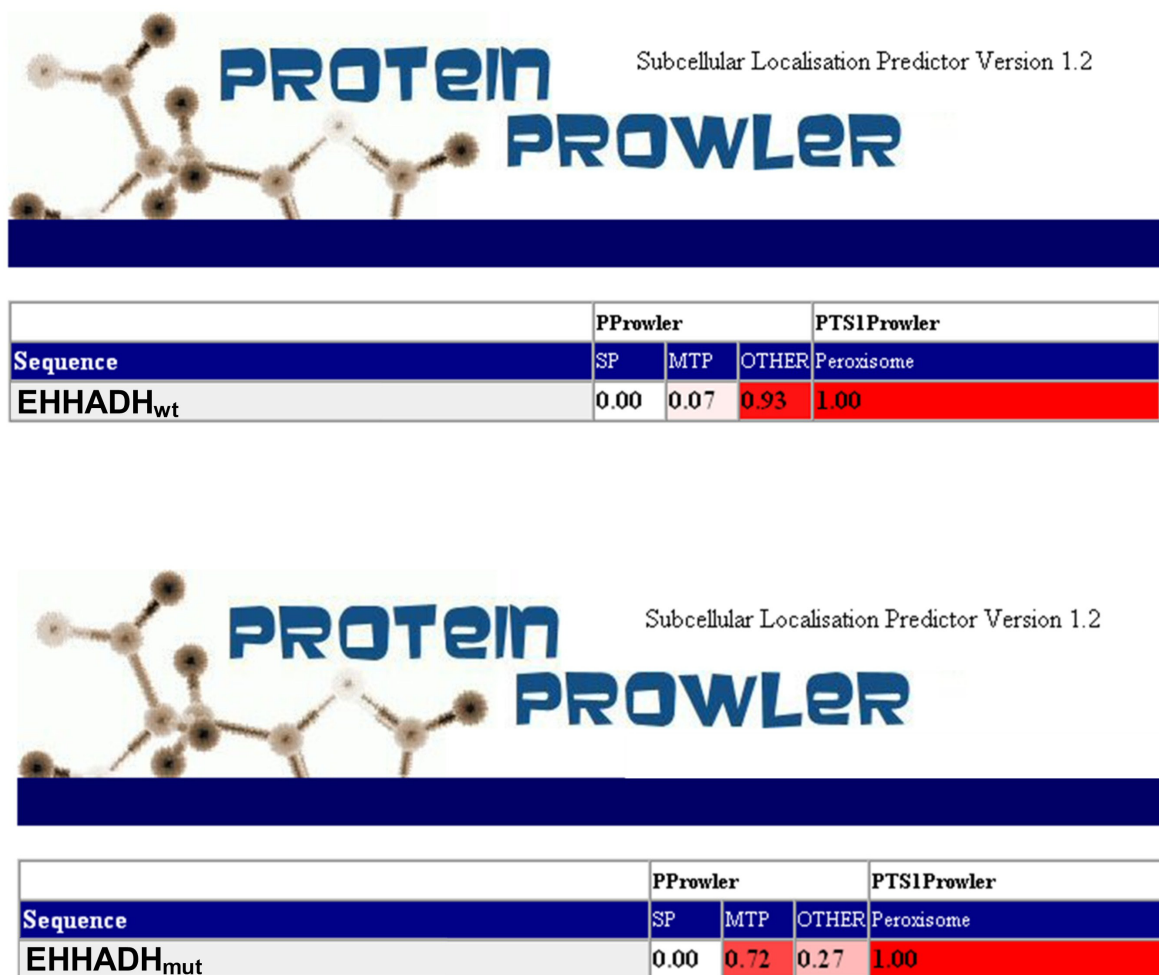 PROTEIN
PROWLER
Subcellular Localisation Predictor Version 1.2
PProwler PTS1Prowler
Sequence SP MTP OTHER Peroxisome
EHHADHwt 0.00 0.07 0.93 1.00
PROTEIN
PROWLER
Subcellular Localisation Predictor Version 1.2
PProwler PTS1Prowler
Sequence SP MTP OTHER Peroxisome
EHHADHmut 0.00 0.72 0.27 1.00